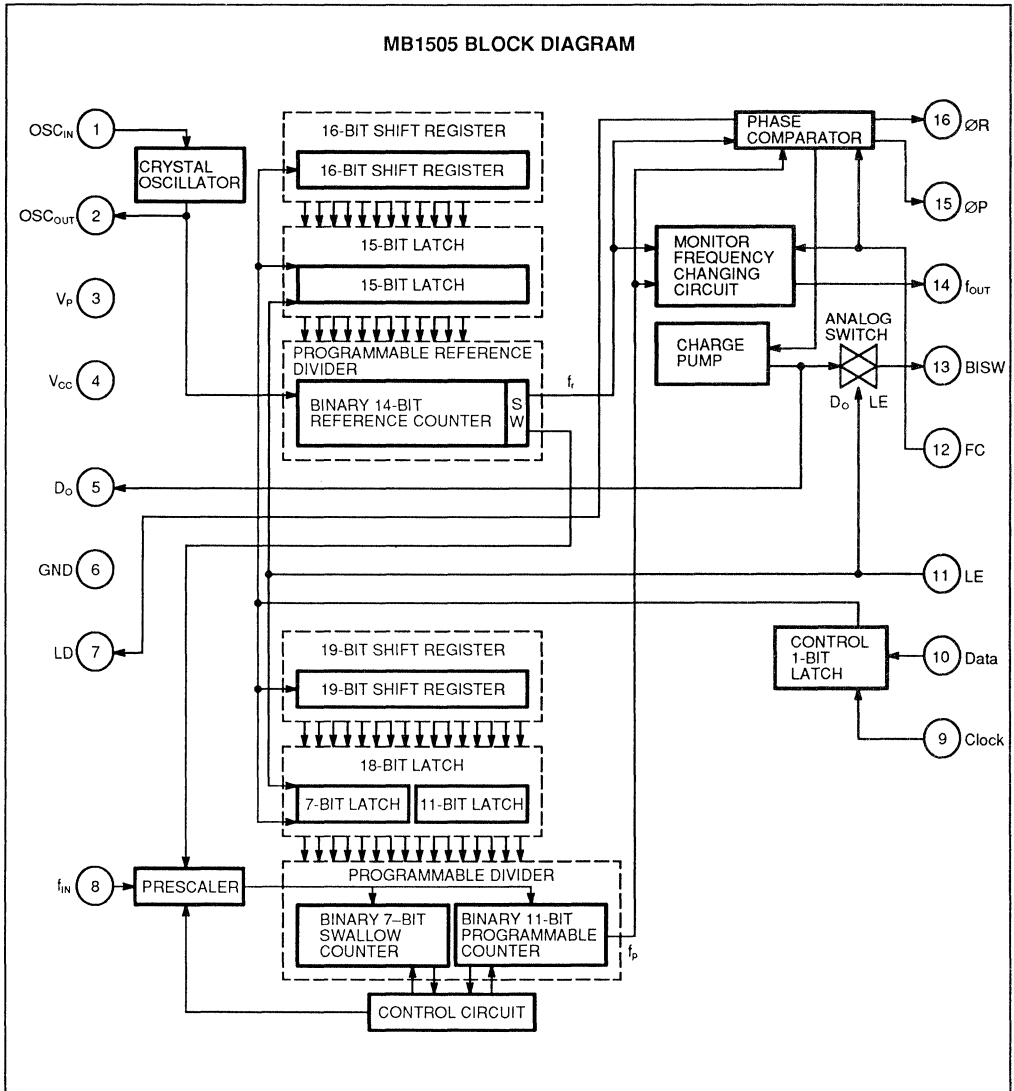 MB1505 BLOCK DIAGRAM
OSCIN 1
CRYSTAL
OSCILLATOR
OSCOUT 2
VP 3
VCC 4
DO 5
GND 6
LD 7
fIN 8
PRESCALER
16-BIT SHIFT REGISTER
16-BIT SHIFT REGISTER
15-BIT LATCH
15-BIT LATCH
PROGRAMMABLE REFERENCE
DIVIDER
BINARY 14-BIT
REFERENCE COUNTER
S
W
fr
19-BIT SHIFT REGISTER
19-BIT SHIFT REGISTER
18-BIT LATCH
7-BIT LATCH
11-BIT LATCH
PROGRAMMABLE DIVIDER
BINARY 7–BIT
SWALLOW
COUNTER
BINARY 11-BIT
PROGRAMMABLE
COUNTER
fp
CONTROL CIRCUIT
PHASE
COMPARATOR
MONITOR
FREQUENCY
CHANGING
CIRCUIT
CHARGE
PUMP
ANALOG
SWITCH
DO LE
CONTROL
1-BIT
LATCH
16 ØR
15 ØP
14 fOUT
13 BISW
12 FC
11 LE
10 Data
9 Clock